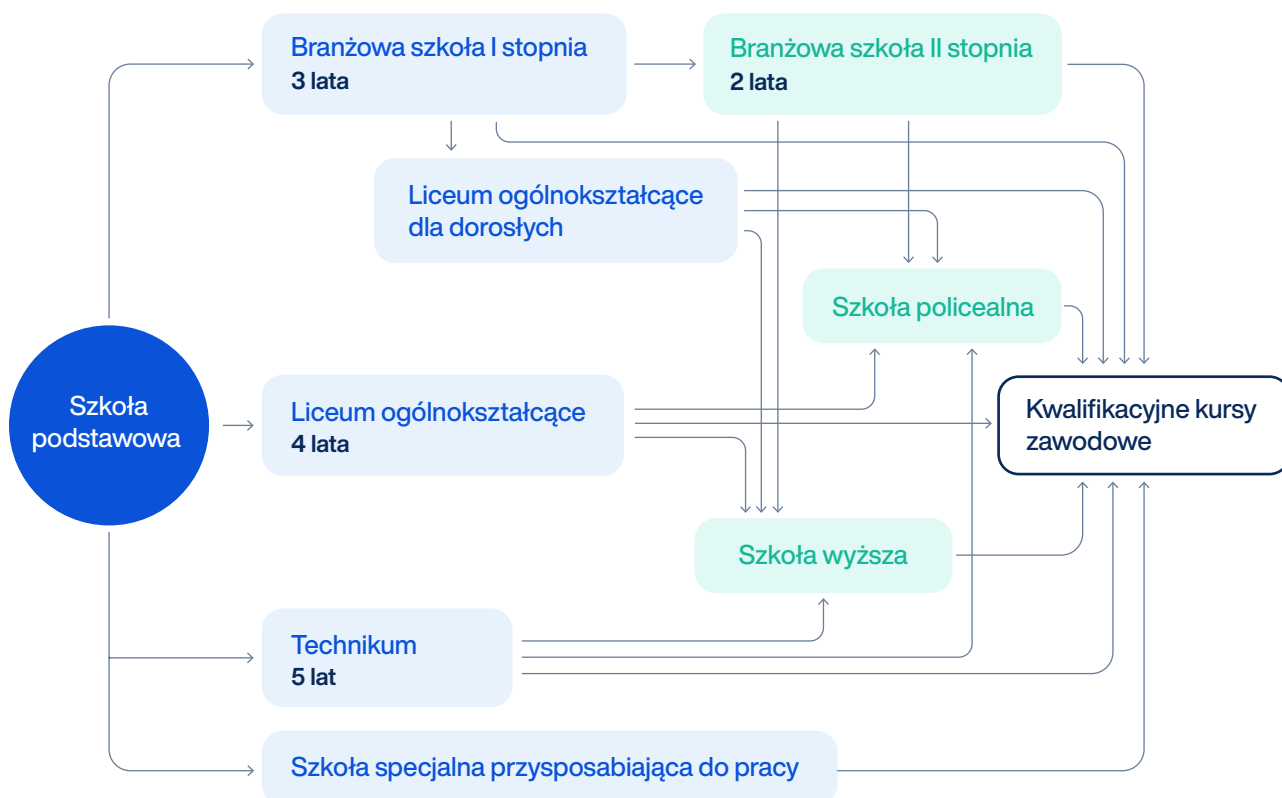 Branżowa szkoła I stopnia
3 lata
Branżowa szkoła II stopnia
2 lata
Liceum ogólnokształcące
dla dorosłych
Szkoła policealna
Szkoła
podstawowa
Liceum ogólnokształcące
4 lata
Kwalifikacyjne kursy
zawodowe
Szkoła wyższa
Technikum
5 lat
Szkoła specjalna przysposabiająca do pracy